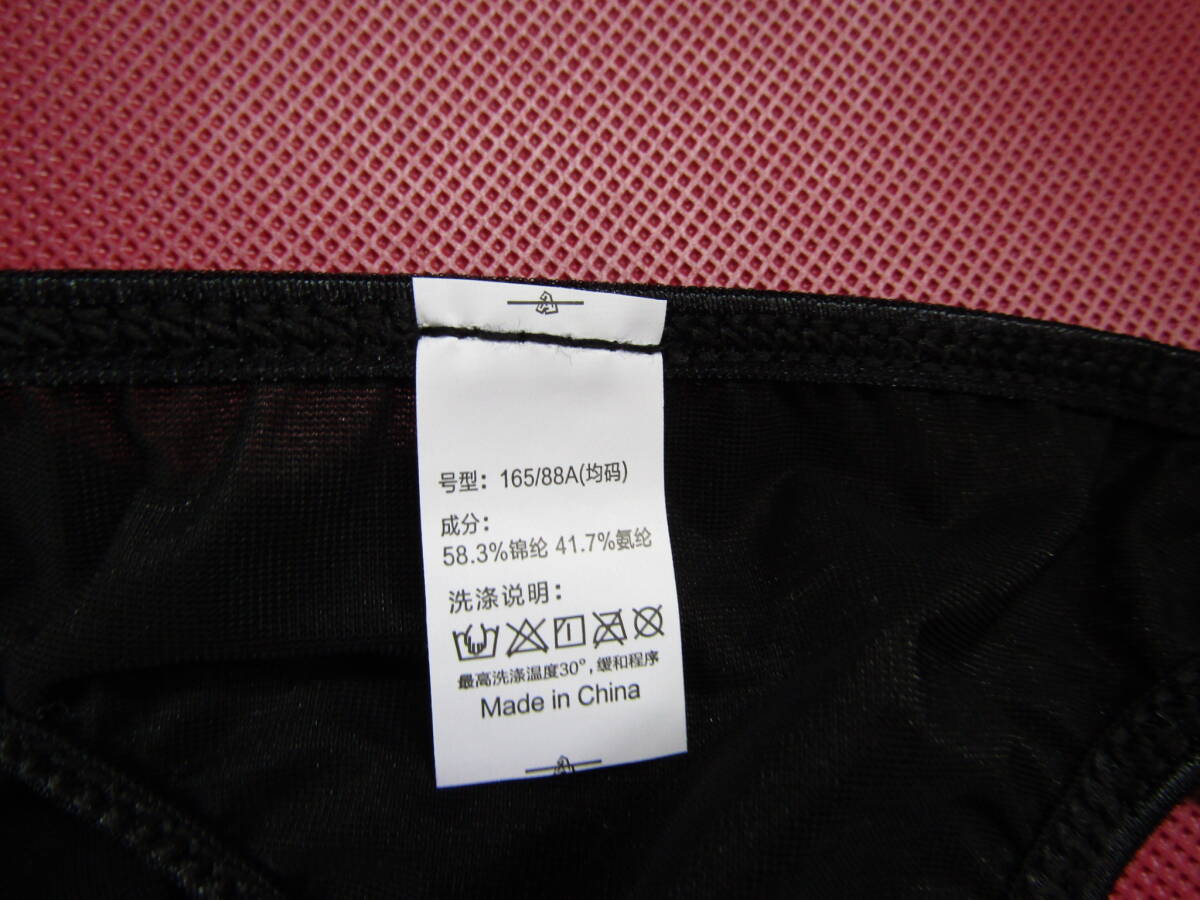 号型：165/88A(均码)
成分：
58.3%锦纶 41.7%氨纶
洗涤说明：
最高洗涤温度30°，缓和程序
Made in China